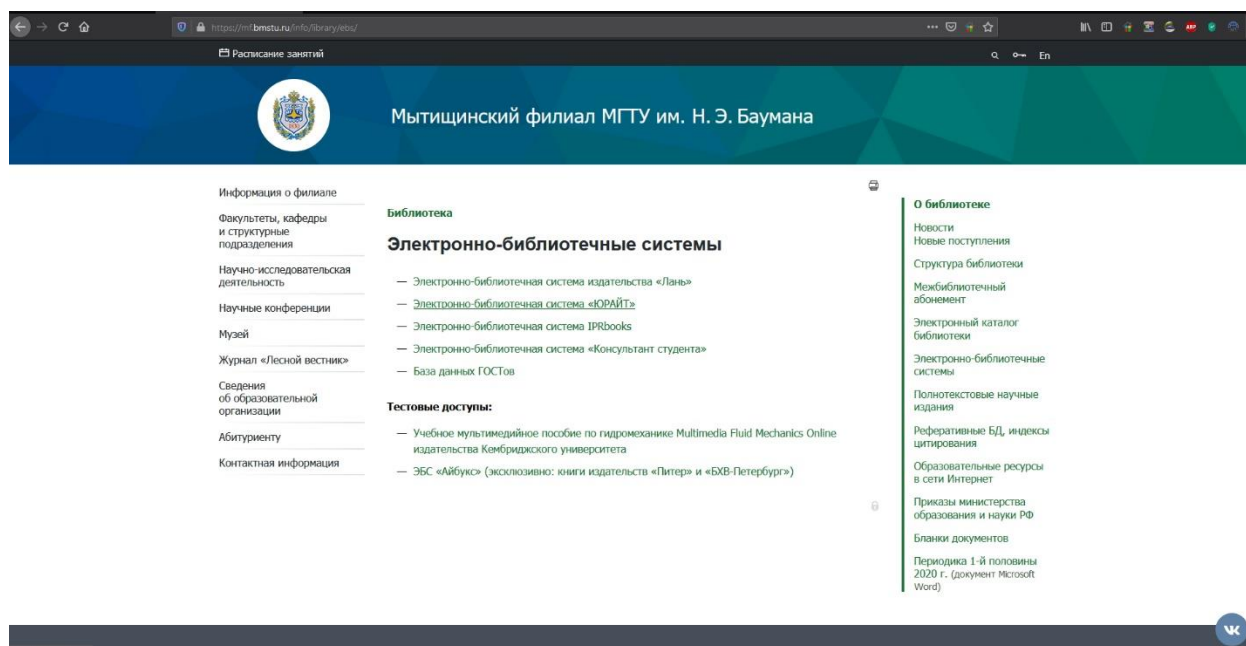 https://mf.bmstu.ru/info/library/ebs/
Расписание занятий
En
Мытищинский филиал МГТУ им. Н. Э. Баумана
Информация о филиале
Факультеты, кафедры
и структурные
подразделения
Научно-исследовательская
деятельность
Научные конференции
Музей
Журнал «Лесной вестник»
Сведения
об образовательной
организации
Абитуриенту
Контактная информация
Библиотека
Электронно-библиотечные системы
— Электронно-библиотечная система издательства «Лань»
— Электронно-библиотечная система «ЮРАЙТ»
— Электронно-библиотечная система IPRbooks
— Электронно-библиотечная система «Консультант студента»
— База данных ГОСТов
Тестовые доступы:
— Учебное мультимедийное пособие по гидромеханике Multimedia Fluid Mechanics Online
издательства Кембриджского университета
— ЭБС «Айбукс» (эксклюзивно: книги издательств «Питер» и «БХВ-Петербург»)
О библиотеке
Новости
Новые поступления
Структура библиотеки
Межбиблиотечный
абонемент
Электронный каталог
библиотеки
Электронно-библиотечные
системы
Полнотекстовые научные
издания
Реферативные БД, индексы
цитирования
Образовательные ресурсы
в сети Интернет
Приказы министерства
образования и науки РФ
Бланки документов
Периодика 1-й половины
2020 г. (документ Microsoft
Word)